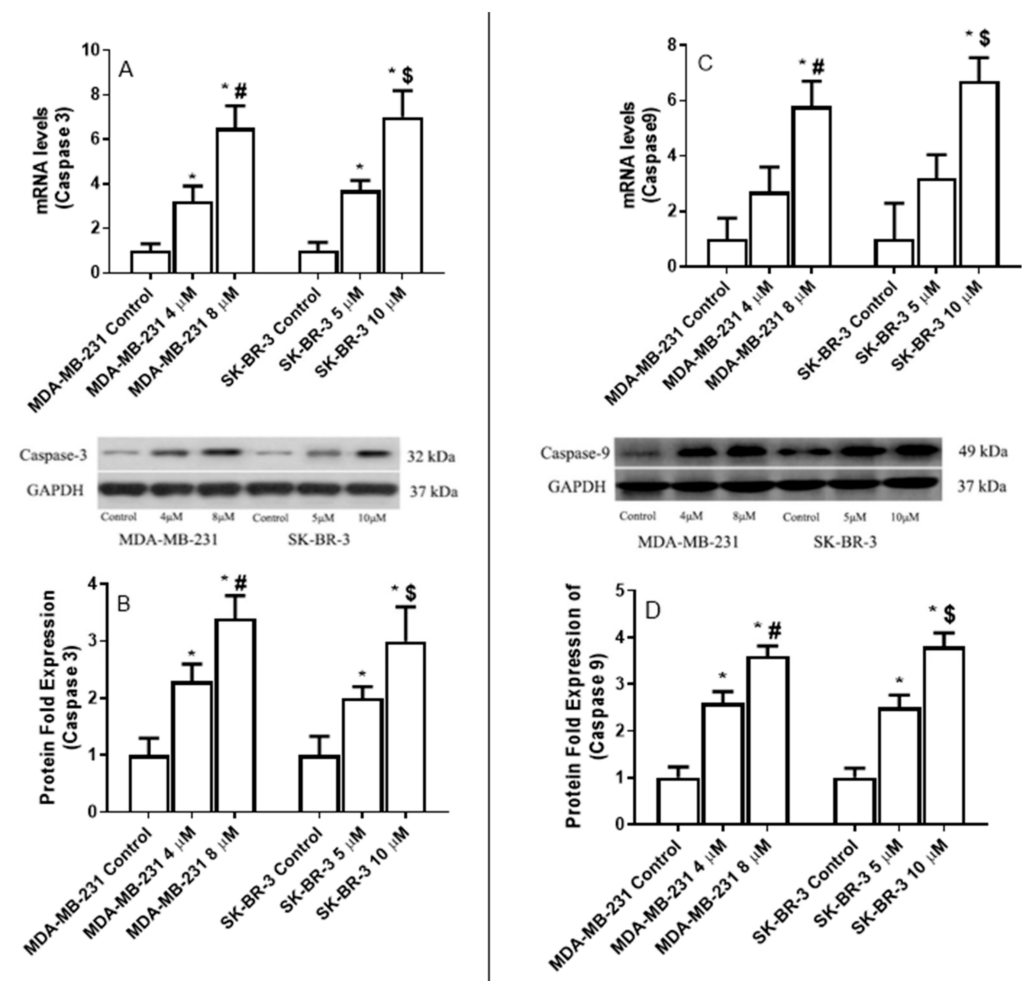 A
mRNA levels
(Caspase 3)
10
8
6
4
2
0
*
* #
*
* $
MDA-MB-231 Control
MDA-MB-231 4 μM
MDA-MB-231 8 μM
SK-BR-3 Control
SK-BR-3 5 μM
SK-BR-3 10 μM
Caspase-3
32 kDa
GAPDH
37 kDa
Control 4μM 8μM Control 5μM 10μM
MDA-MB-231 SK-BR-3
B
Protein Fold Expression
(Caspase 3)
4
3
2
1
0
*
* #
*
* $
MDA-MB-231 Control
MDA-MB-231 4 μM
MDA-MB-231 8 μM
SK-BR-3 Control
SK-BR-3 5 μM
SK-BR-3 10 μM
C
mRNA levels
(Caspase9)
8
6
4
2
0
* #
* $
MDA-MB-231 Control
MDA-MB-231 4 μM
MDA-MB-231 8 μM
SK-BR-3 Control
SK-BR-3 5 μM
SK-BR-3 10 μM
Caspase-9
49 kDa
GAPDH
37 kDa
Control 4μM 8μM Control 5μM 10μM
MDA-MB-231 SK-BR-3
D
Protein Fold Expression of
(Caspase 9)
5
4
3
2
1
0
*
* #
*
* $
MDA-MB-231 Control
MDA-MB-231 4 μM
MDA-MB-231 8 μM
SK-BR-3 Control
SK-BR-3 5 μM
SK-BR-3 10 μM